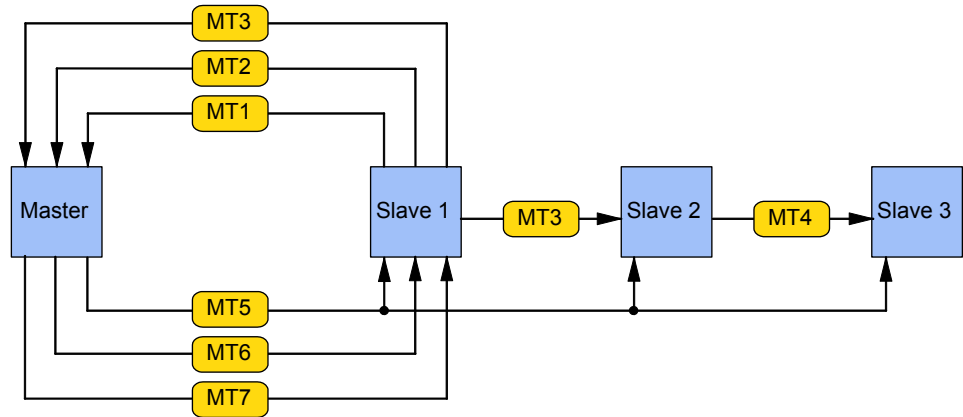 MT3
MT2
MT1
Master
Slave 1
MT3
Slave 2
MT4
Slave 3
MT5
MT6
MT7